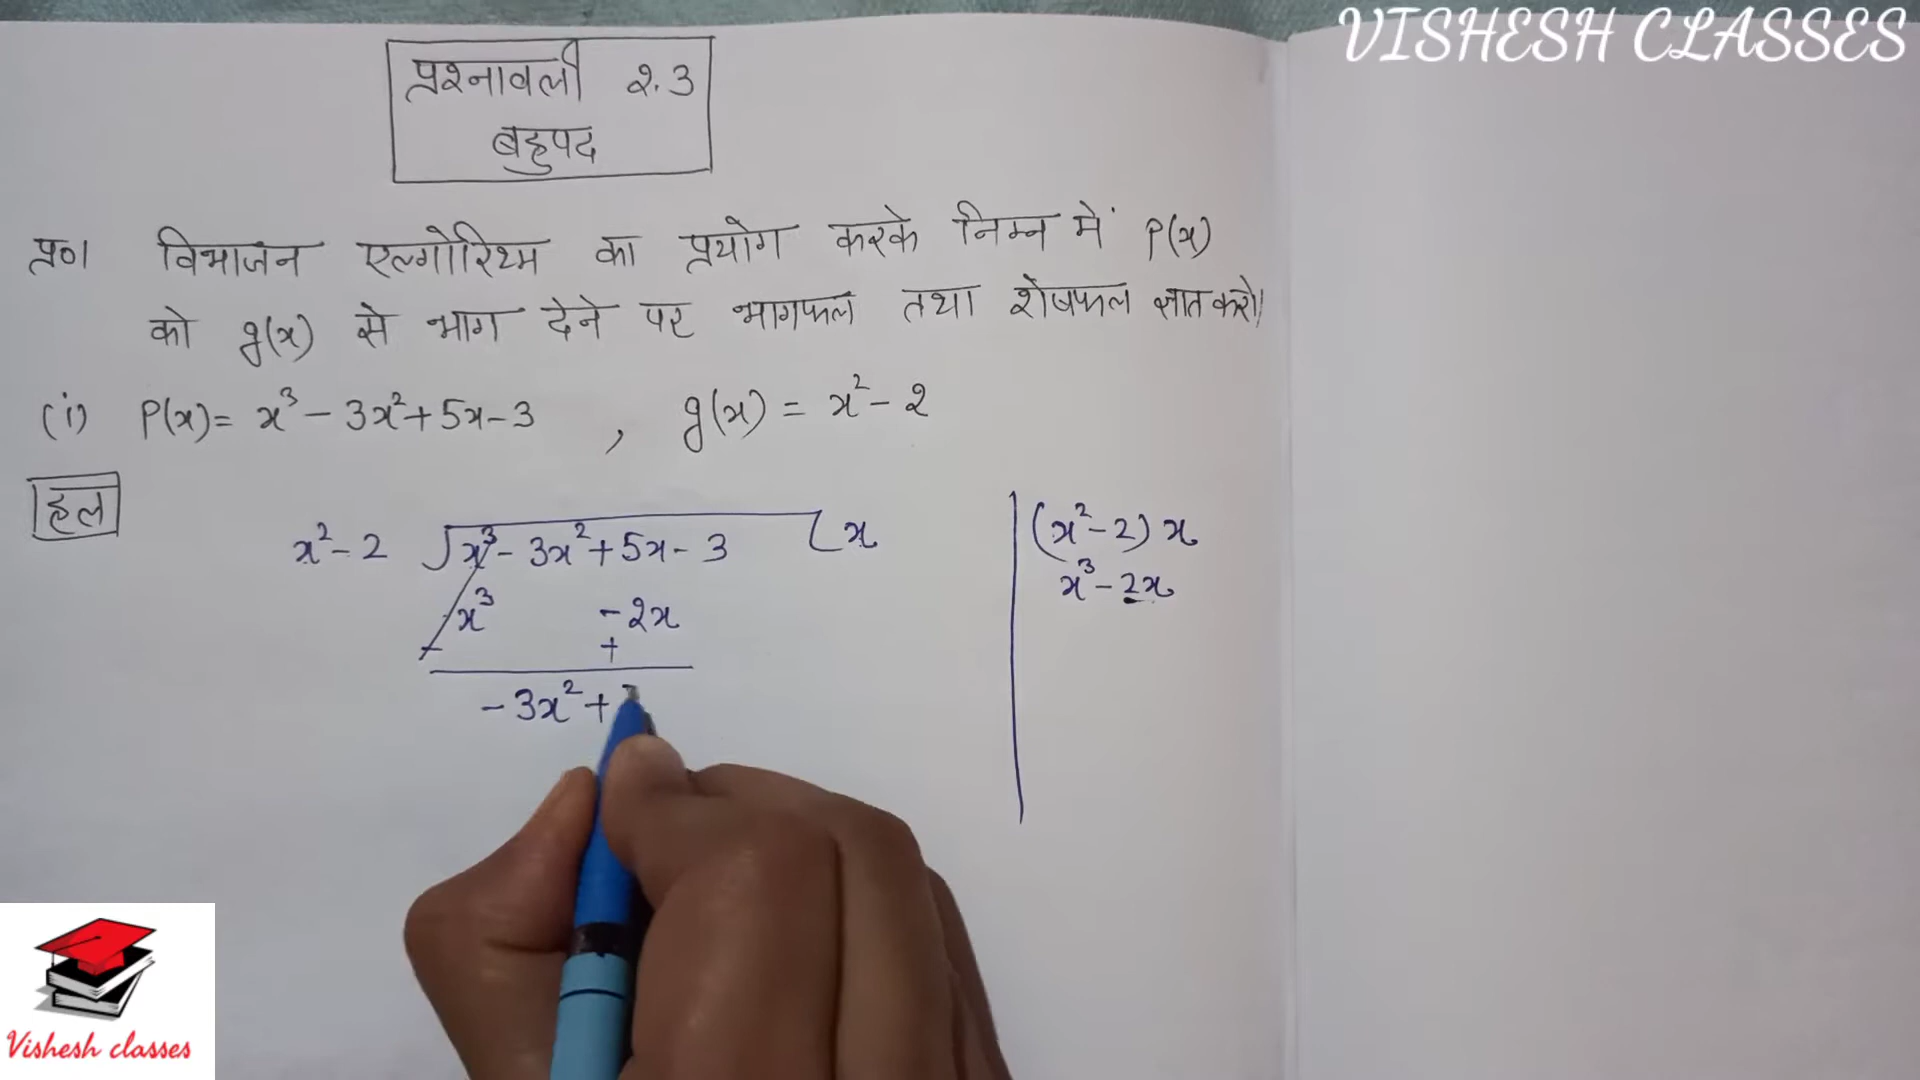 VISHESH CLASSES
प्रश्नावली 2.3
बहुपद
प्र०1 विभाजन एल्गोरिथ्म का प्रयोग करके निम्न में P(x)
को g(x) से भाग देने पर भागफल तथा शेषफल ज्ञात करो।
(i) P(x) = x³ - 3x² + 5x - 3 , g(x) = x² - 2
हल
x² - 2 x³ - 3x² + 5x - 3 x
x³ - 2x
- +
- 3x² +
(x² - 2) x
x³ - 2x
Vishesh classes